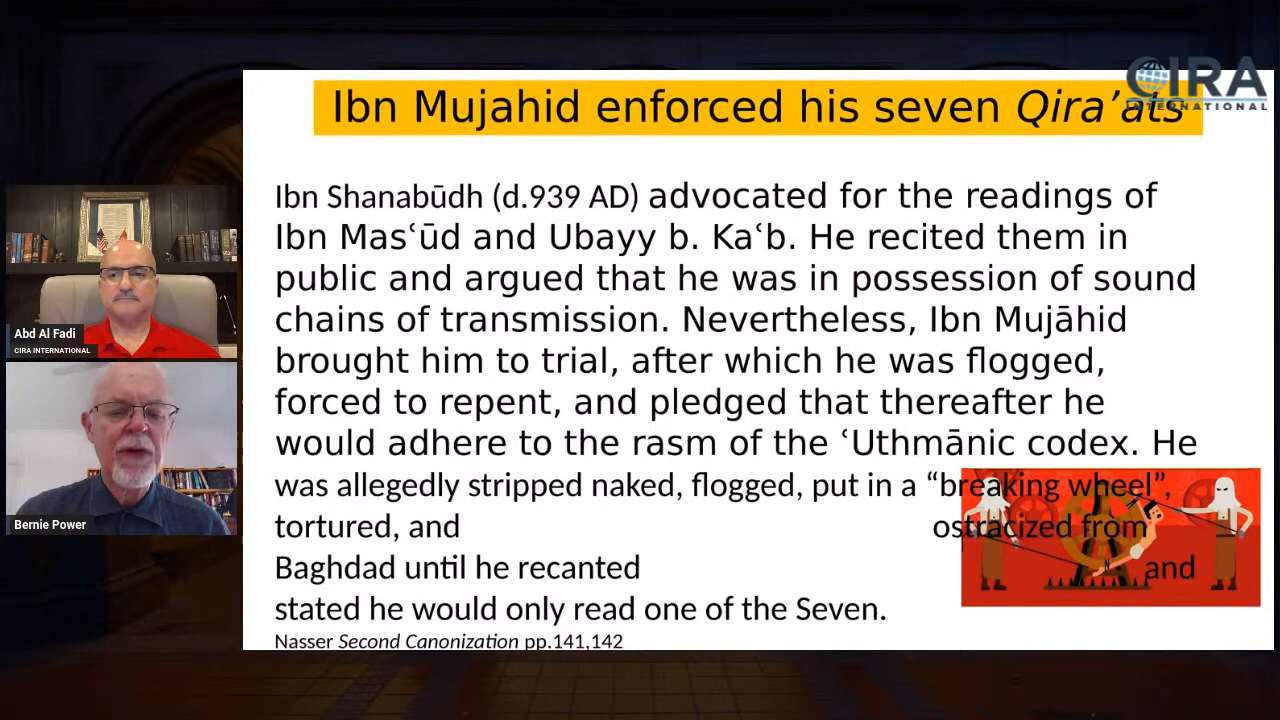 CIRA
INTERNATIONAL
Ibn Mujahid enforced his seven Qira’ats
Ibn Shanabūdh (d.939 AD) advocated for the readings of
Ibn Masʿūd and Ubayy b. Kaʿb. He recited them in
public and argued that he was in possession of sound
chains of transmission. Nevertheless, Ibn Mujāhid
brought him to trial, after which he was flogged,
forced to repent, and pledged that thereafter he
would adhere to the rasm of the ʿUthmānic codex. He
was allegedly stripped naked, flogged, put in a “breaking wheel”,
tortured, and ostracized from
Baghdad until he recanted and
stated he would only read one of the Seven.
Nasser Second Canonization pp.141,142
Abd Al Fadi
CIRA INTERNATIONAL
Bernie Power